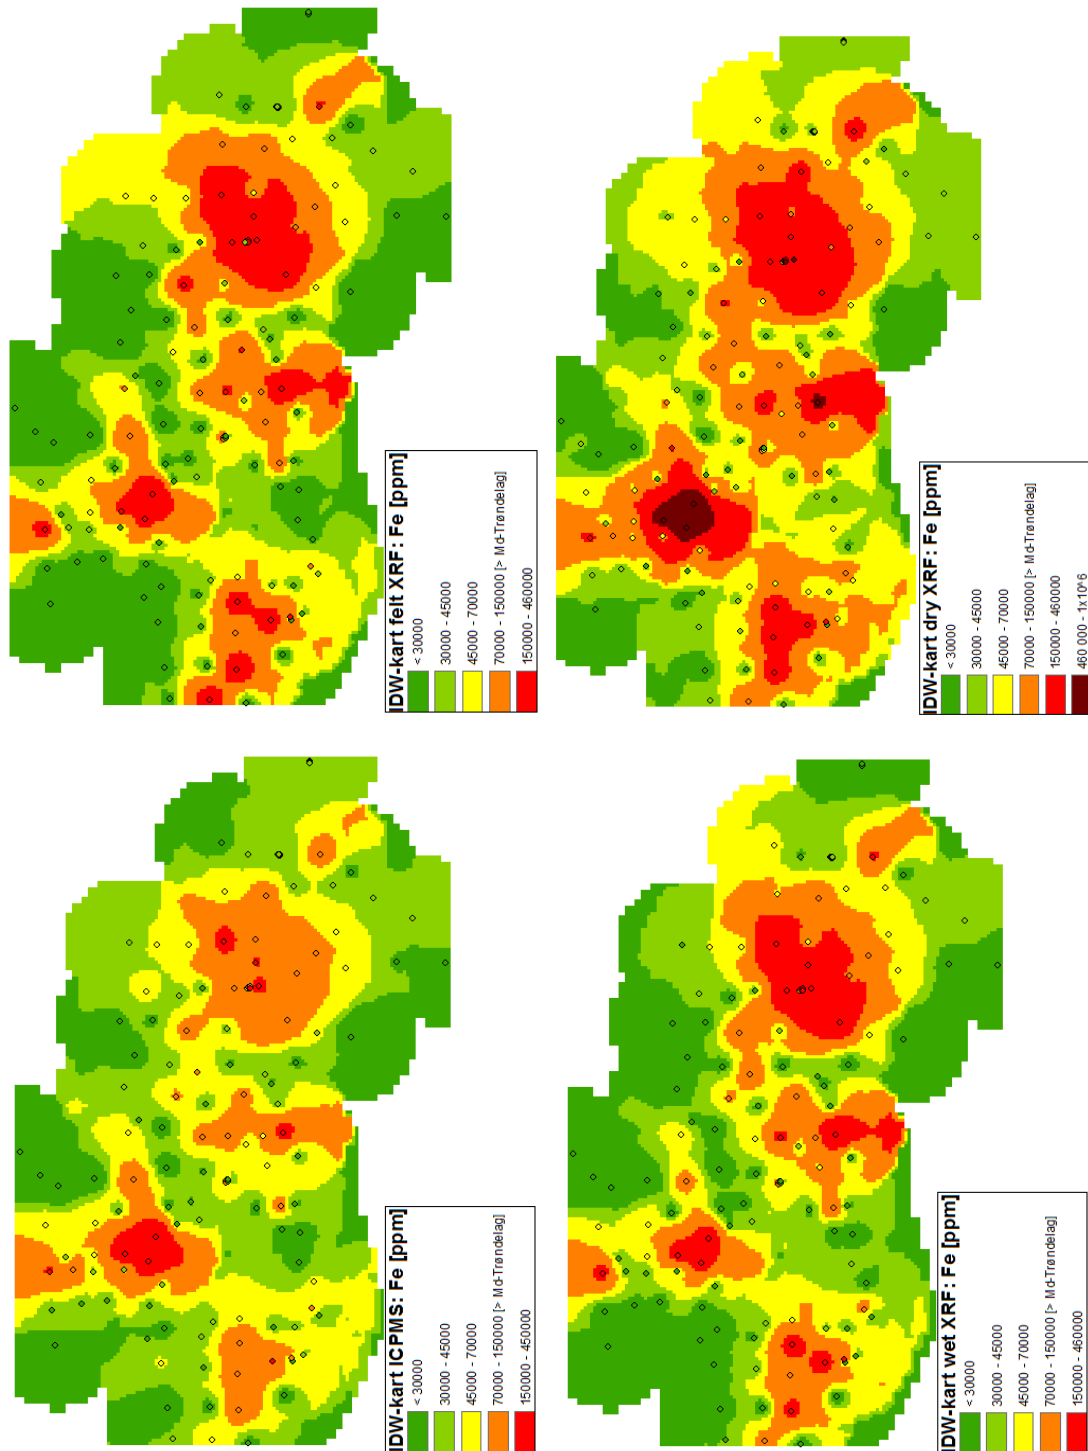 IDW-kart felt XRF: Fe [ppm]
< 30000
30000 - 45000
45000 - 70000
70000 - 150000 [> Md-Trøndelag]
150000 - 460000
IDW-kart dry XRF: Fe [ppm]
< 30000
30000 - 45000
45000 - 70000
70000 - 150000 [> Md-Trøndelag]
150000 - 460000
460 000 - 1x10^6
IDW-kart ICPMS: Fe [ppm]
< 30000
30000 - 45000
45000 - 70000
70000 - 150000 [> Md-Trøndelag]
150000 - 450000
IDW-kart wet XRF: Fe [ppm]
< 30000
30000 - 45000
45000 - 70000
70000 - 150000 [> Md-Trøndelag]
150000 - 460000